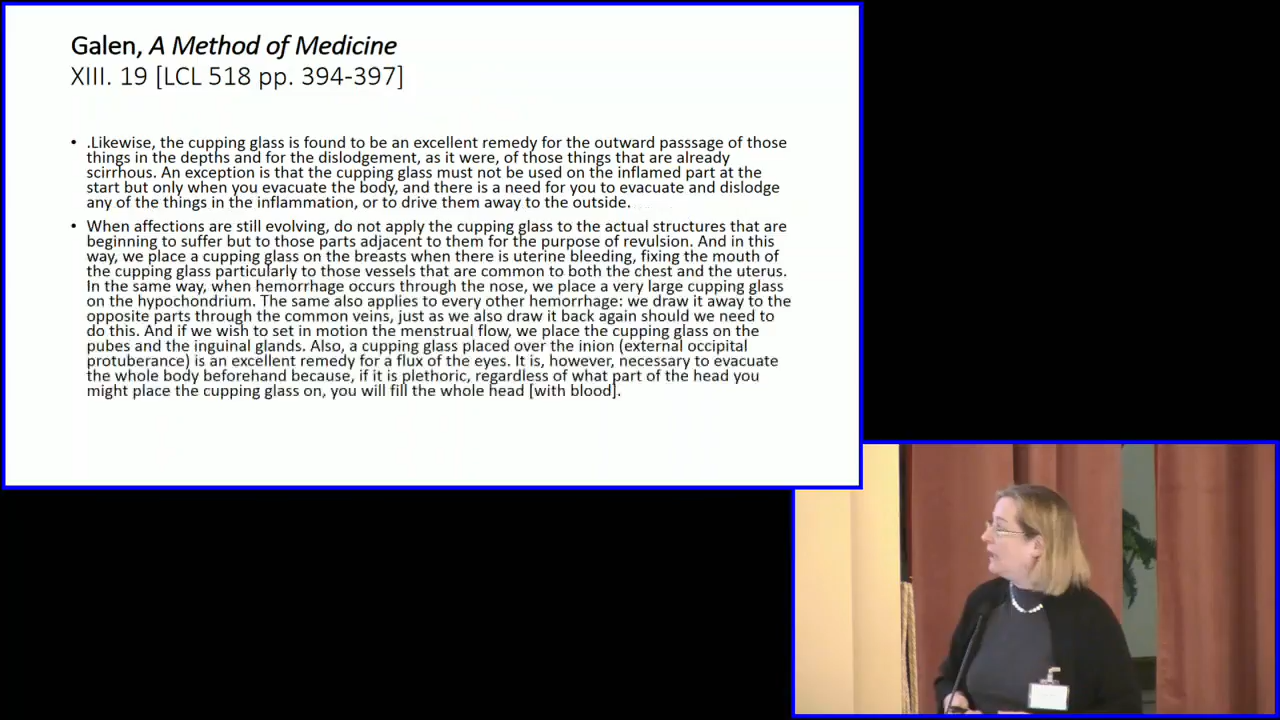 Galen, A Method of Medicine
XIII. 19 [LCL 518 pp. 394-397]
• .Likewise, the cupping glass is found to be an excellent remedy for the outward passsage of those
things in the depths and for the dislodgement, as it were, of those things that are already
scirrhous. An exception is that the cupping glass must not be used on the inflamed part at the
start but only when you evacuate the body, and there is a need for you to evacuate and dislodge
any of the things in the inflammation, or to drive them away to the outside.
• When affections are still evolving, do not apply the cupping glass to the actual structures that are
beginning to suffer but to those parts adjacent to them for the purpose of revulsion. And in this
way, we place a cupping glass on the breasts when there is uterine bleeding, fixing the mouth of
the cupping glass particularly to those vessels that are common to both the chest and the uterus.
In the same way, when hemorrhage occurs through the nose, we place a very large cupping glass
on the hypochondrium. The same also applies to every other hemorrhage: we draw it away to the
opposite parts through the common veins, just as we also draw it back again should we need to
do this. And if we wish to set in motion the menstrual flow, we place the cupping glass on the
pubes and the inguinal glands. Also, a cupping glass placed over the inion (external occipital
protuberance) is an excellent remedy for a flux of the eyes. It is, however, necessary to evacuate
the whole body beforehand because, if it is plethoric, regardless of what part of the head you
might place the cupping glass on, you will fill the whole head [with blood].